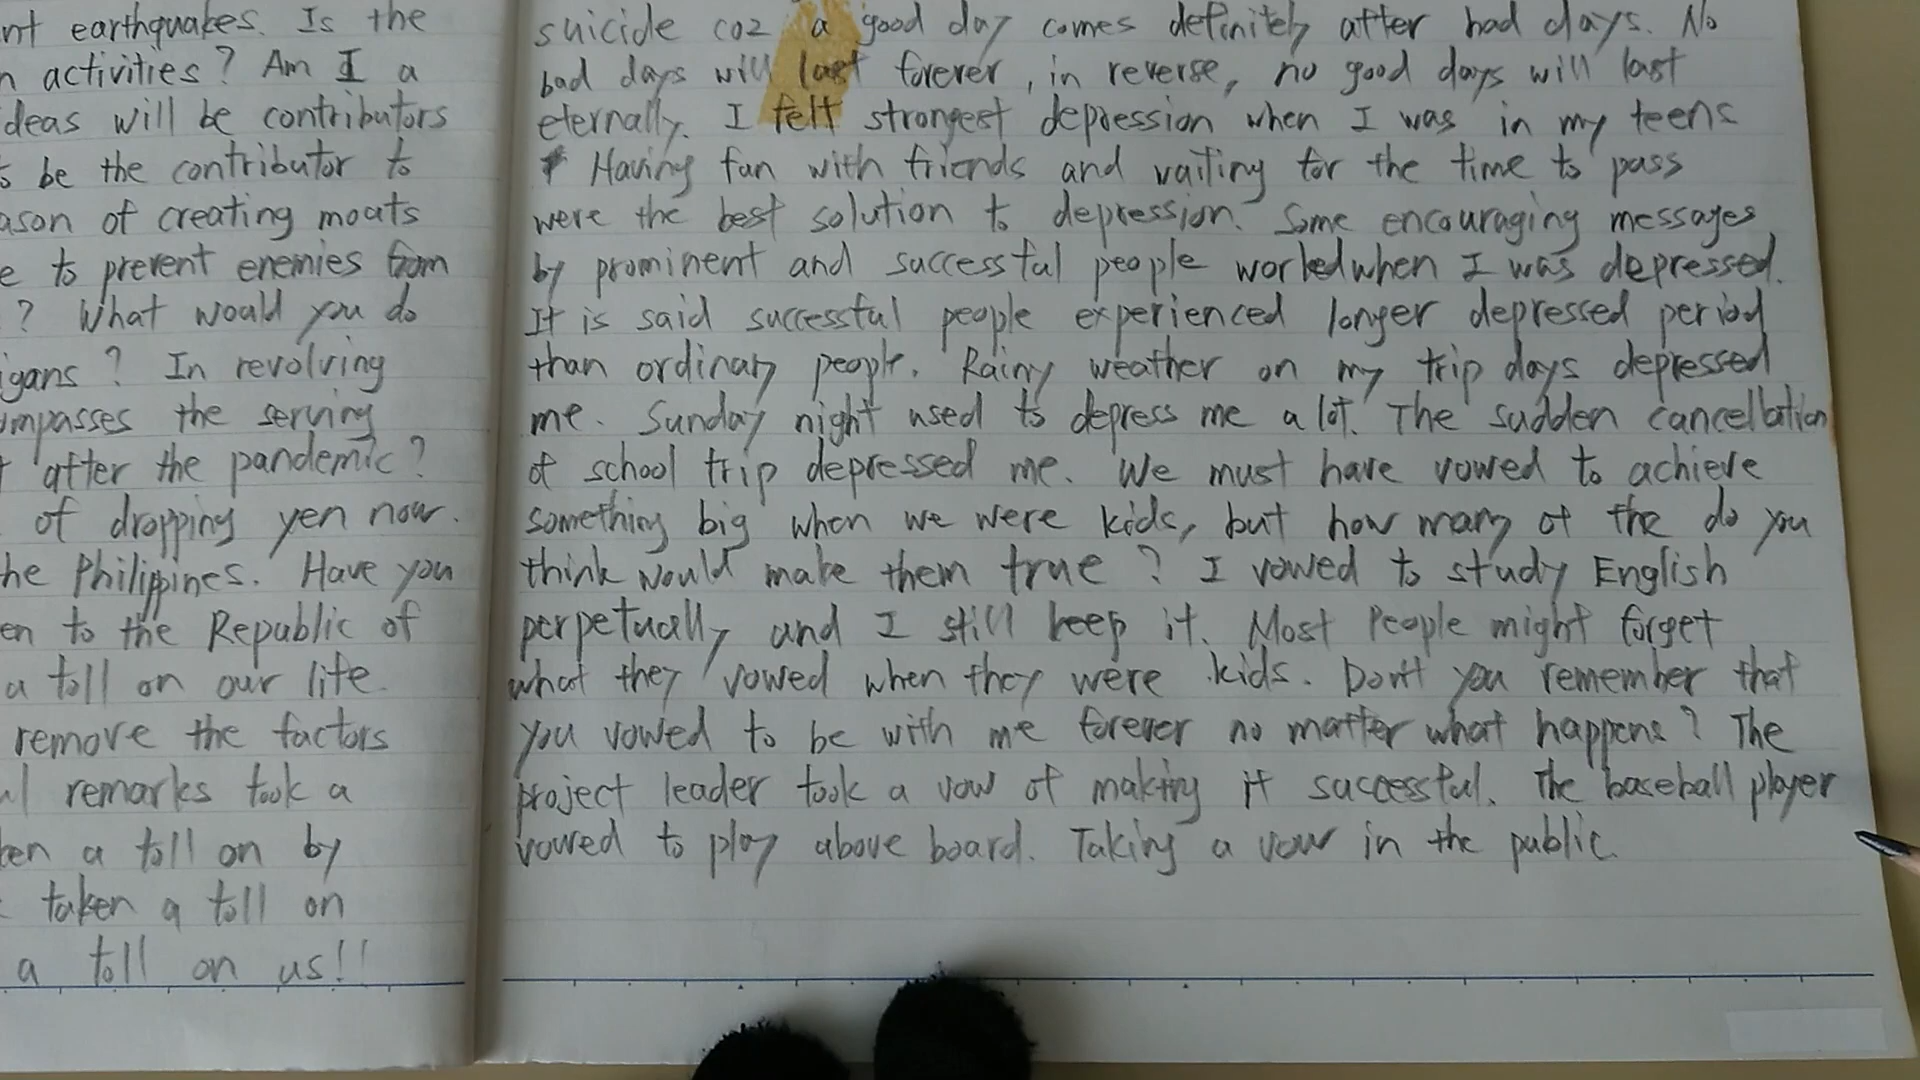 nt earthquakes. Is the
n activities? Am I a
deas will be contributors
be the contributor to
ason of creating moats
e to prevent enemies from
? What would you do
igans? In revolving
mpasses the serving
after the pandemic?
of dropping yen now.
he Philippines. Have you
en to the Republic of
a toll on our life.
remove the factors
l remarks took a
ken a toll on by
taken a toll on
a toll on us!!
suicide coz a good day comes definitely after bad days. No
bad days will last forever, in reverse, no good days will last
eternally. I felt strongest depression when I was in my teens
Having fun with friends and vaiting for the time to pass
were the best solution to depression. Some encouraging messages
by prominent and successful people worked when I was depressed.
It is said successful people experienced longer depressed period
than ordinary people. Rainy weather on my trip days depressed
me. Sunday night used to depress me a lot. The sudden cancellation
of school trip depressed me. We must have vowed to achieve
something big when we were kids, but how many of the do you
think would make them true? I vowed to study English
perpetually and I still keep it. Most People might forget
what they vowed when they were kids. Don't you remember that
you vowed to be with me forever no matter what happens? The
project leader took a vow of making it successful. The baseball player
vowed to play above board. Taking a vow in the public.